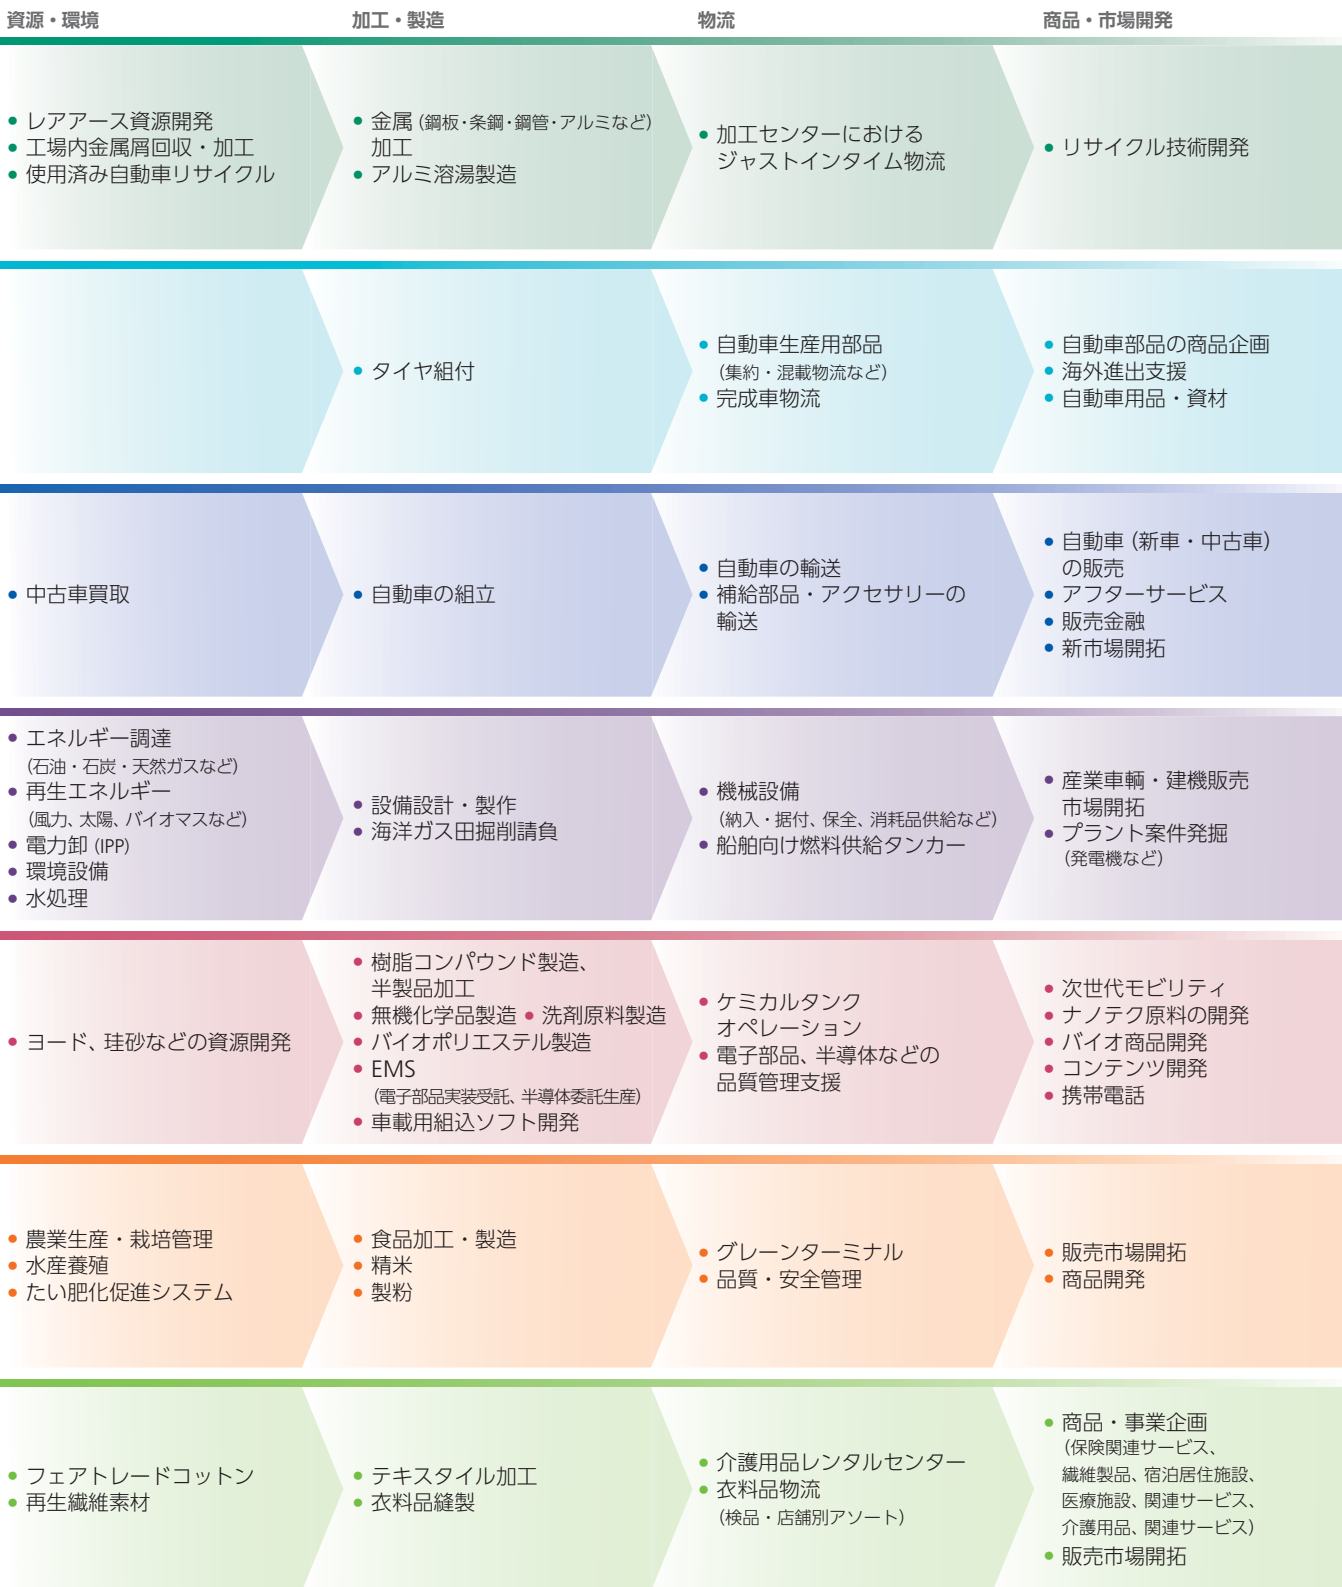 資源・環境
加工・製造
物流
商品・市場開発
• レアアース資源開発
• 工場内金属屑回収・加工
• 使用済み自動車リサイクル
• 金属（鋼板・条鋼・鋼管・アルミなど）
加工
• アルミ溶湯製造
• 加工センターにおける
ジャストインタイム物流
• リサイクル技術開発
• タイヤ組付
• 自動車生産用部品
（集約・混載物流など）
• 完成車物流
• 自動車部品の商品企画
• 海外進出支援
• 自動車用品・資材
• 中古車買取
• 自動車の組立
• 自動車の輸送
• 補給部品・アクセサリーの
輸送
• 自動車（新車・中古車）
の販売
• アフターサービス
• 販売金融
• 新市場開拓
• エネルギー調達
（石油・石炭・天然ガスなど）
• 再生エネルギー
（風力、太陽、バイオマスなど）
• 電力卸（IPP）
• 環境設備
• 水処理
• 設備設計・製作
• 海洋ガス田掘削請負
• 機械設備
（納入・据付、保全、消耗品供給など）
• 船舶向け燃料供給タンカー
• 産業車輌・建機販売
市場開拓
• プラント案件発掘
（発電機など）
• ヨード、珪砂などの資源開発
• 樹脂コンパウンド製造、
半製品加工
• 無機化学品製造 • 洗剤原料製造
• バイオポリエステル製造
• EMS
（電子部品実装受託、半導体委託生産）
• 車載用組込ソフト開発
• ケミカルタンク
オペレーション
• 電子部品、半導体などの
品質管理支援
• 次世代モビリティ
• ナノテク原料の開発
• バイオ商品開発
• コンテンツ開発
• 携帯電話
• 農業生産・栽培管理
• 水産養殖
• たい肥化促進システム
• 食品加工・製造
• 精米
• 製粉
• グレーンターミナル
• 品質・安全管理
• 販売市場開拓
• 商品開発
• フェアトレードコットン
• 再生繊維素材
• テキスタイル加工
• 衣料品縫製
• 介護用品レンタルセンター
• 衣料品物流
（検品・店舗別アソート）
• 商品・事業企画
（保険関連サービス、
繊維製品、宿泊居住施設、
医療施設、関連サービス、
介護用品、関連サービス）
• 販売市場開拓